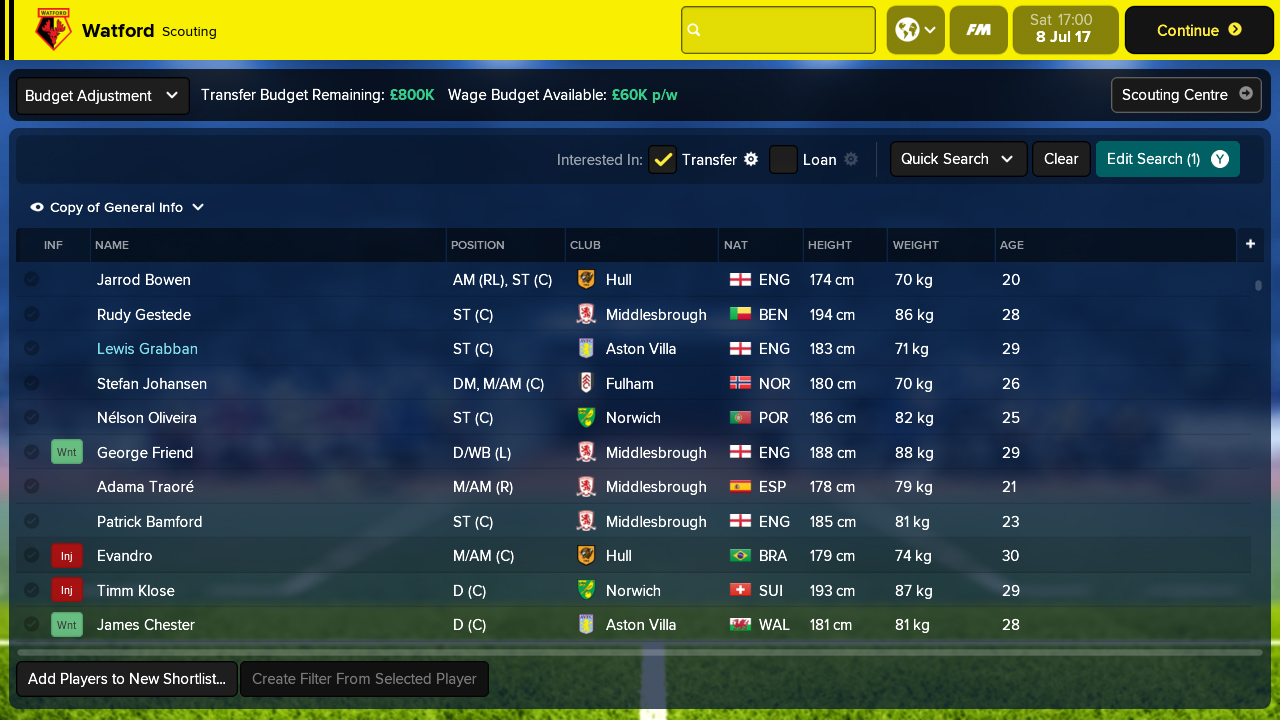 WATFORD
Watford Scouting
FM
Sat 17:00
8 Jul 17
Continue
Budget Adjustment Transfer Budget Remaining: £800K Wage Budget Available: £60K p/w Scouting Centre
Interested In: Transfer Loan Quick Search Clear Edit Search (1) Y
Copy of General Info
INF NAME POSITION CLUB NAT HEIGHT WEIGHT AGE +
Jarrod Bowen AM (RL), ST (C) Hull ENG 174 cm 70 kg 20
Rudy Gestede ST (C) Middlesbrough BEN 194 cm 86 kg 28
Lewis Grabban ST (C) Aston Villa ENG 183 cm 71 kg 29
Stefan Johansen DM, M/AM (C) Fulham NOR 180 cm 70 kg 26
Nélson Oliveira ST (C) Norwich POR 186 cm 82 kg 25
Wnt George Friend D/WB (L) Middlesbrough ENG 188 cm 88 kg 29
Adama Traoré M/AM (R) Middlesbrough ESP 178 cm 79 kg 21
Patrick Bamford ST (C) Middlesbrough ENG 185 cm 81 kg 23
Inj Evandro M/AM (C) Hull BRA 179 cm 74 kg 30
Inj Timm Klose D (C) Norwich SUI 193 cm 87 kg 29
Wnt James Chester D (C) Aston Villa WAL 181 cm 81 kg 28
Add Players to New Shortlist... Create Filter From Selected Player